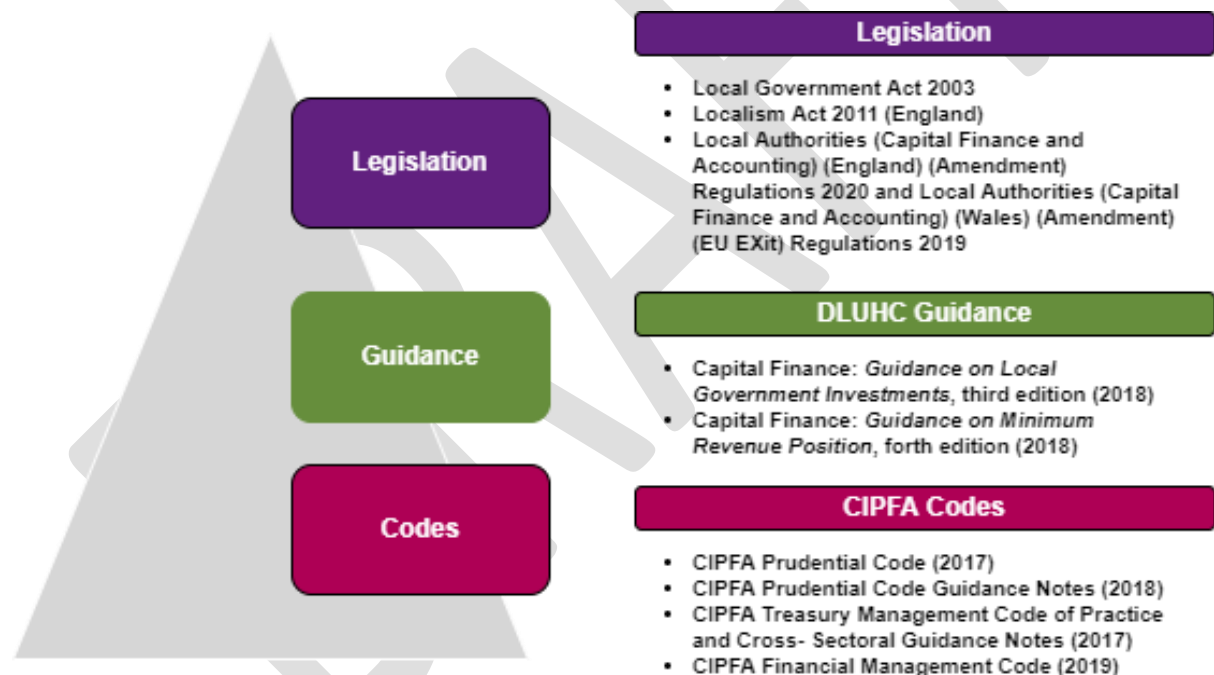 Legislation
Guidance
Codes
Legislation
• Local Government Act 2003
• Localism Act 2011 (England)
• Local Authorities (Capital Finance and
Accounting) (England) (Amendment)
Regulations 2020 and Local Authorities (Capital
Finance and Accounting) (Wales) (Amendment)
(EU EXit) Regulations 2019
DLUHC Guidance
• Capital Finance: Guidance on Local
Government Investments, third edition (2018)
• Capital Finance: Guidance on Minimum
Revenue Position, forth edition (2018)
CIPFA Codes
• CIPFA Prudential Code (2017)
• CIPFA Prudential Code Guidance Notes (2018)
• CIPFA Treasury Management Code of Practice
and Cross- Sectoral Guidance Notes (2017)
• CIPFA Financial Management Code (2019)